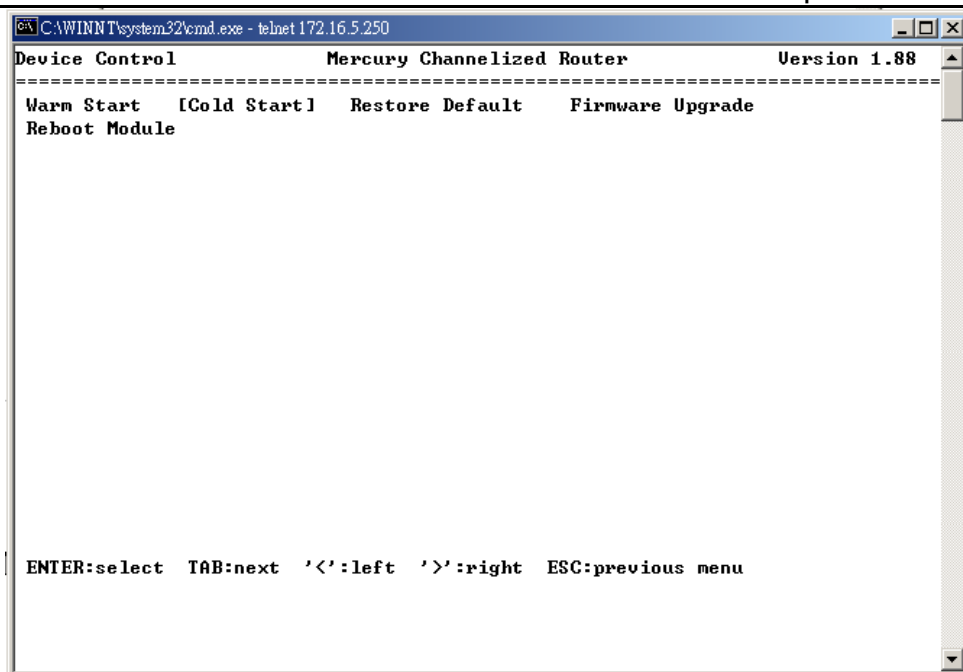 C:\WINNT\system32\cmd.exe - telnet 172.16.5.250
Device Control Mercury Channelized Router Version 1.88
================================================================================
Warm Start [Cold Start] Restore Default Firmware Upgrade
Reboot Module
ENTER:select TAB:next '<':left '>':right ESC:previous menu